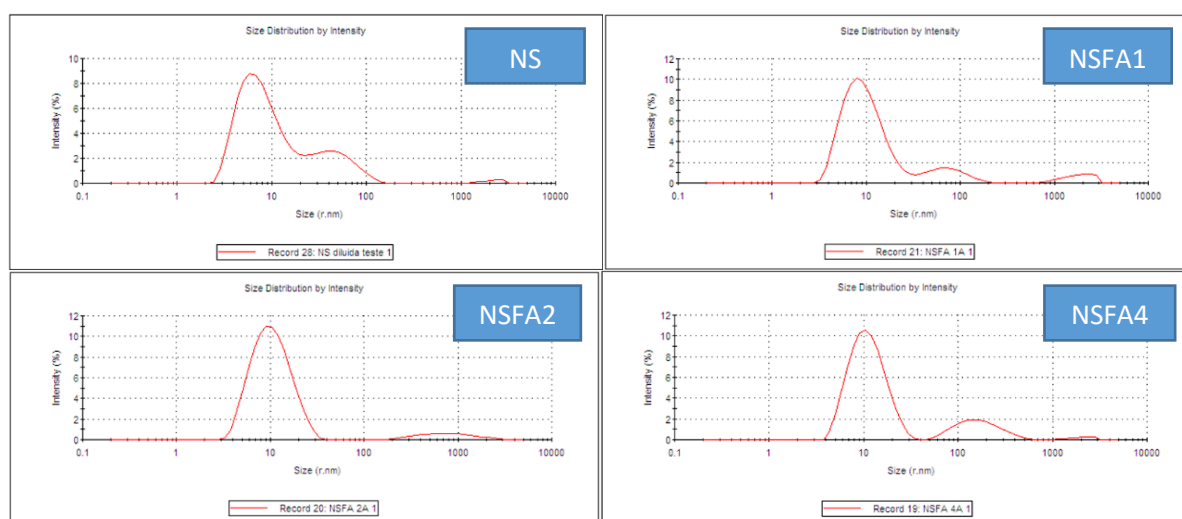 Size Distribution by Intensity
NS
Intensity (%)
10
8
6
4
2
0
0.1 1 10 100 1000 10000
Size (r.nm)
Record 28: NS diluida teste 1
Size Distribution by Intensity
NSFA1
Intensity (%)
12
10
8
6
4
2
0
0.1 1 10 100 1000 10000
Size (r.nm)
Record 21: NSFA 1A 1
Size Distribution by Intensity
NSFA2
Intensity (%)
12
10
8
6
4
2
0
0.1 1 10 100 1000 10000
Size (r.nm)
Record 20: NSFA 2A 1
Size Distribution by Intensity
NSFA4
Intensity (%)
12
10
8
6
4
2
0
0.1 1 10 100 1000 10000
Size (r.nm)
Record 19: NSFA 4A 1